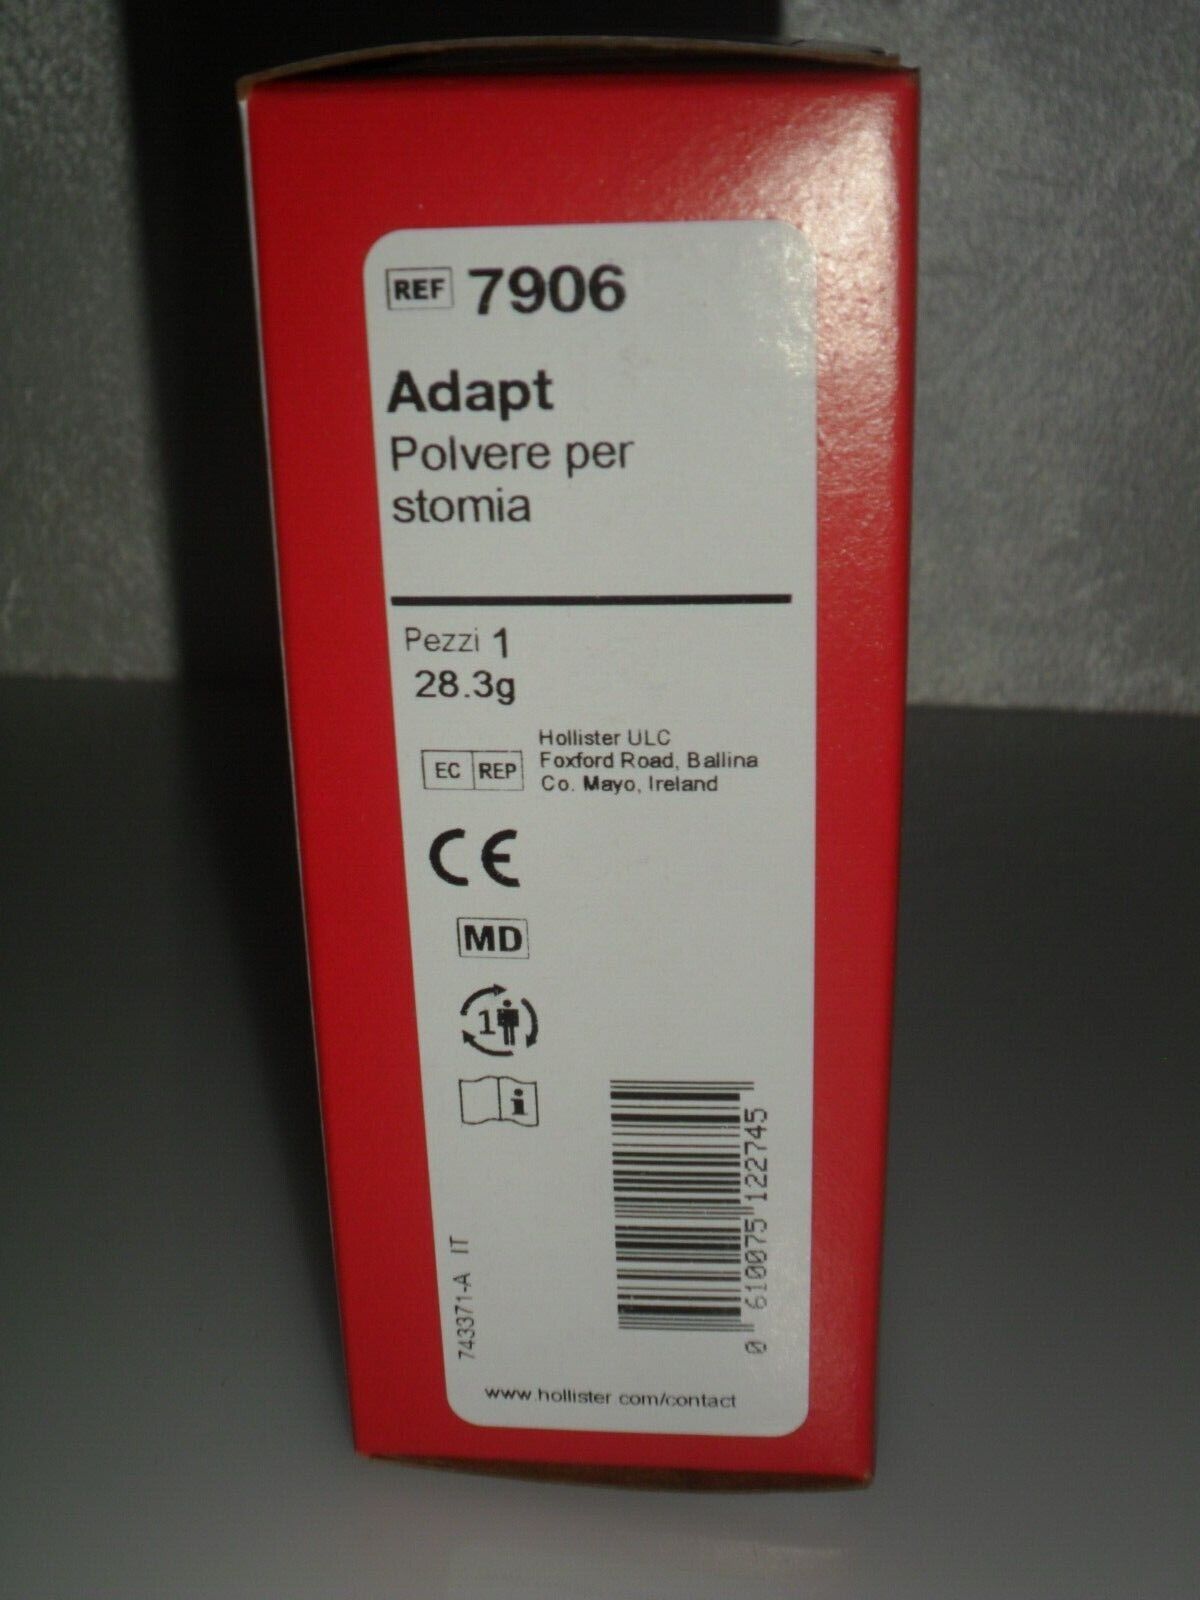 REF 7906
Adapt
Polvere per
stomia
Pezzi 1
28.3g
EC REP
Hollister ULC
Foxford Road, Ballina
Co. Mayo, Ireland
CE
MD
1
i
0 610075 122745
743371-A IT
www.hollister.com/contact